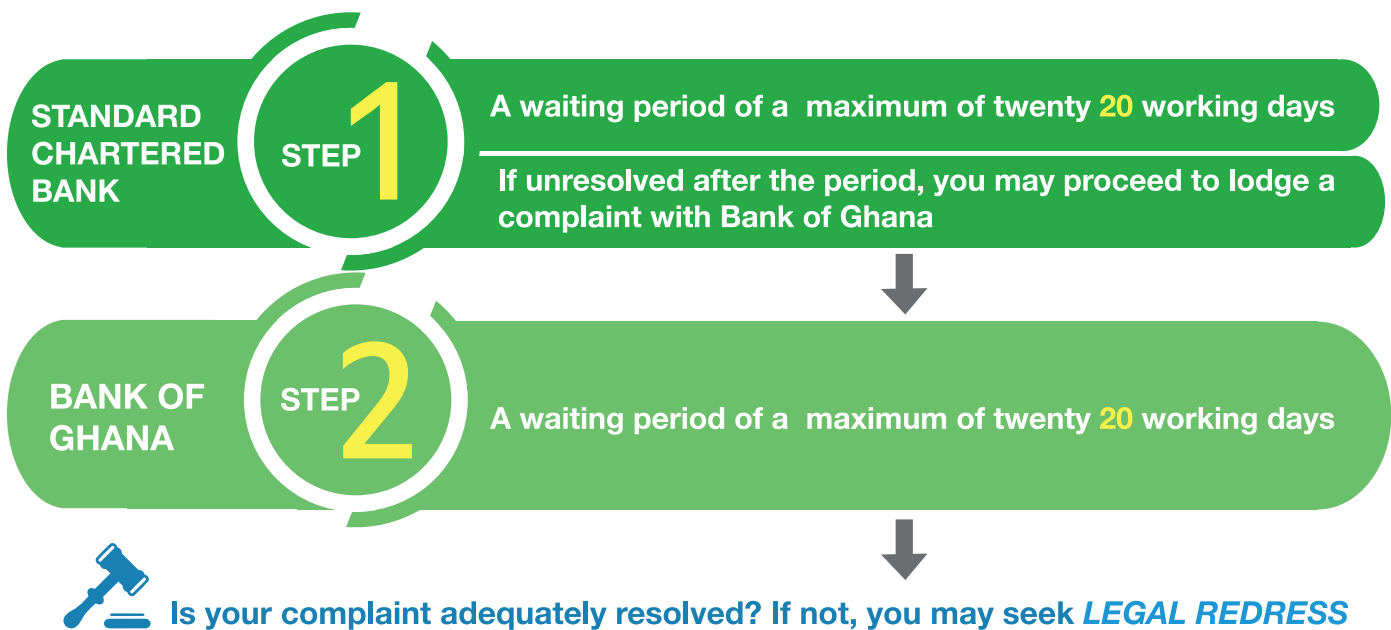 STANDARD
CHARTERED
BANK
STEP 1
A waiting period of a maximum of twenty 20 working days
If unresolved after the period, you may proceed to lodge a
complaint with Bank of Ghana
BANK OF
GHANA
STEP 2
A waiting period of a maximum of twenty 20 working days
Is your complaint adequately resolved? If not, you may seek LEGAL REDRESS